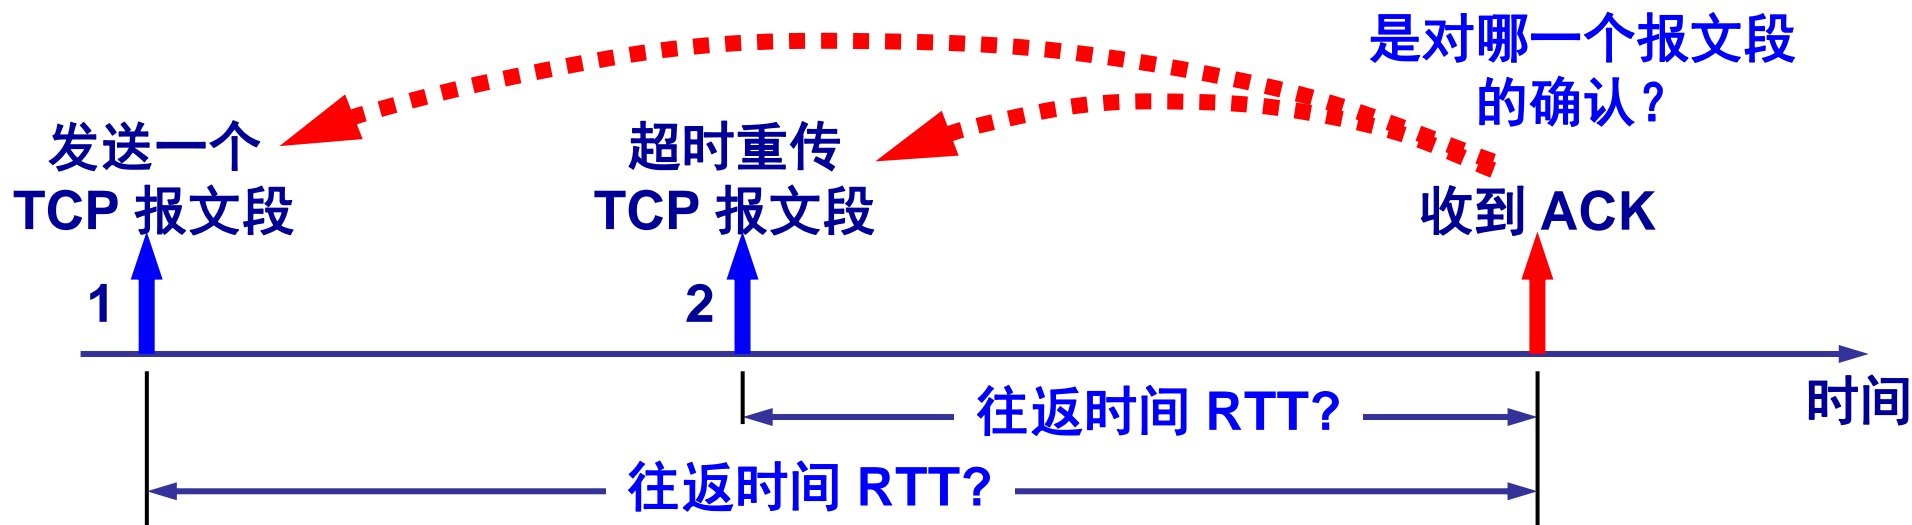 是对哪一个报文段
的确认？
发送一个
TCP 报文段
超时重传
TCP 报文段
收到 ACK
1
2
时间
往返时间 RTT?
往返时间 RTT?